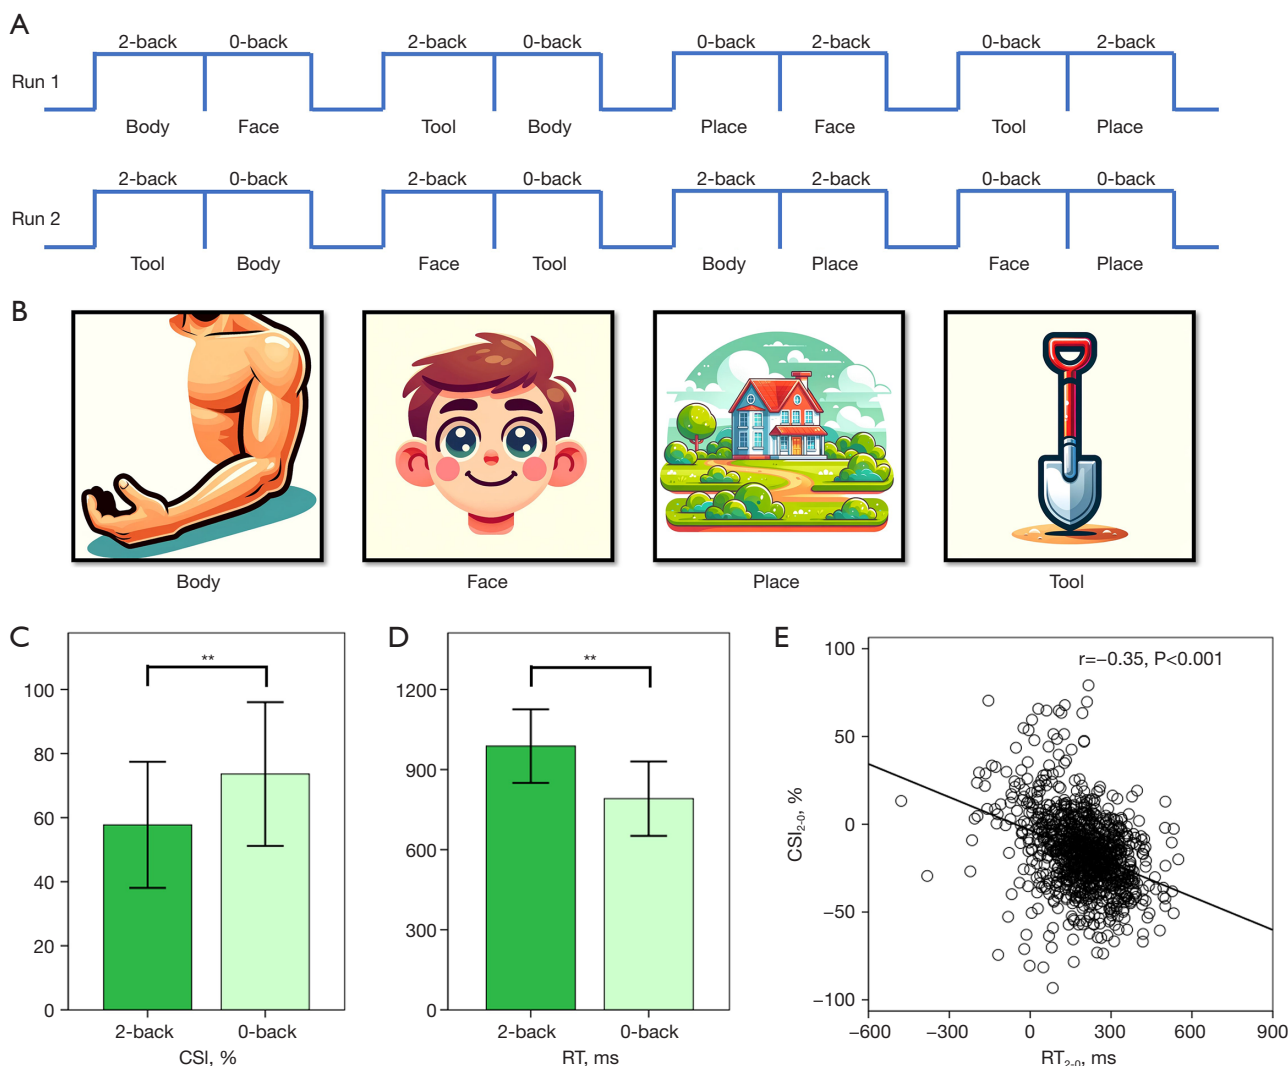 A
2-back 0-back 2-back 0-back 0-back 2-back 0-back 2-back
Run 1
Body Face Tool Body Place Face Tool Place
2-back 0-back 2-back 0-back 2-back 2-back 0-back 0-back
Run 2
Tool Body Face Tool Body Place Face Place
B
Body Face Place Tool
C
**
100
80
60
40
20
0
2-back 0-back
CSI, %
D
**
1200
900
600
300
0
2-back 0-back
RT, ms
E
r=−0.35, P<0.001
100
50
0
−50
−100
CSI2-0, %
−600 −300 0 300 600 900
RT2-0, ms